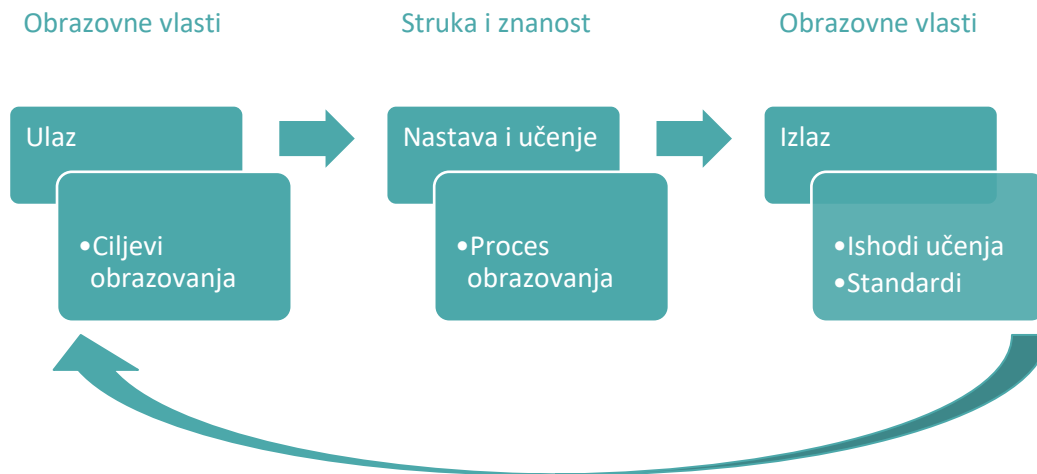 Obrazovne vlasti
Struka i znanost
Obrazovne vlasti
Ulaz
•Ciljevi
obrazovanja
Nastava i učenje
•Proces
obrazovanja
Izlaz
•Ishodi učenja
•Standardi